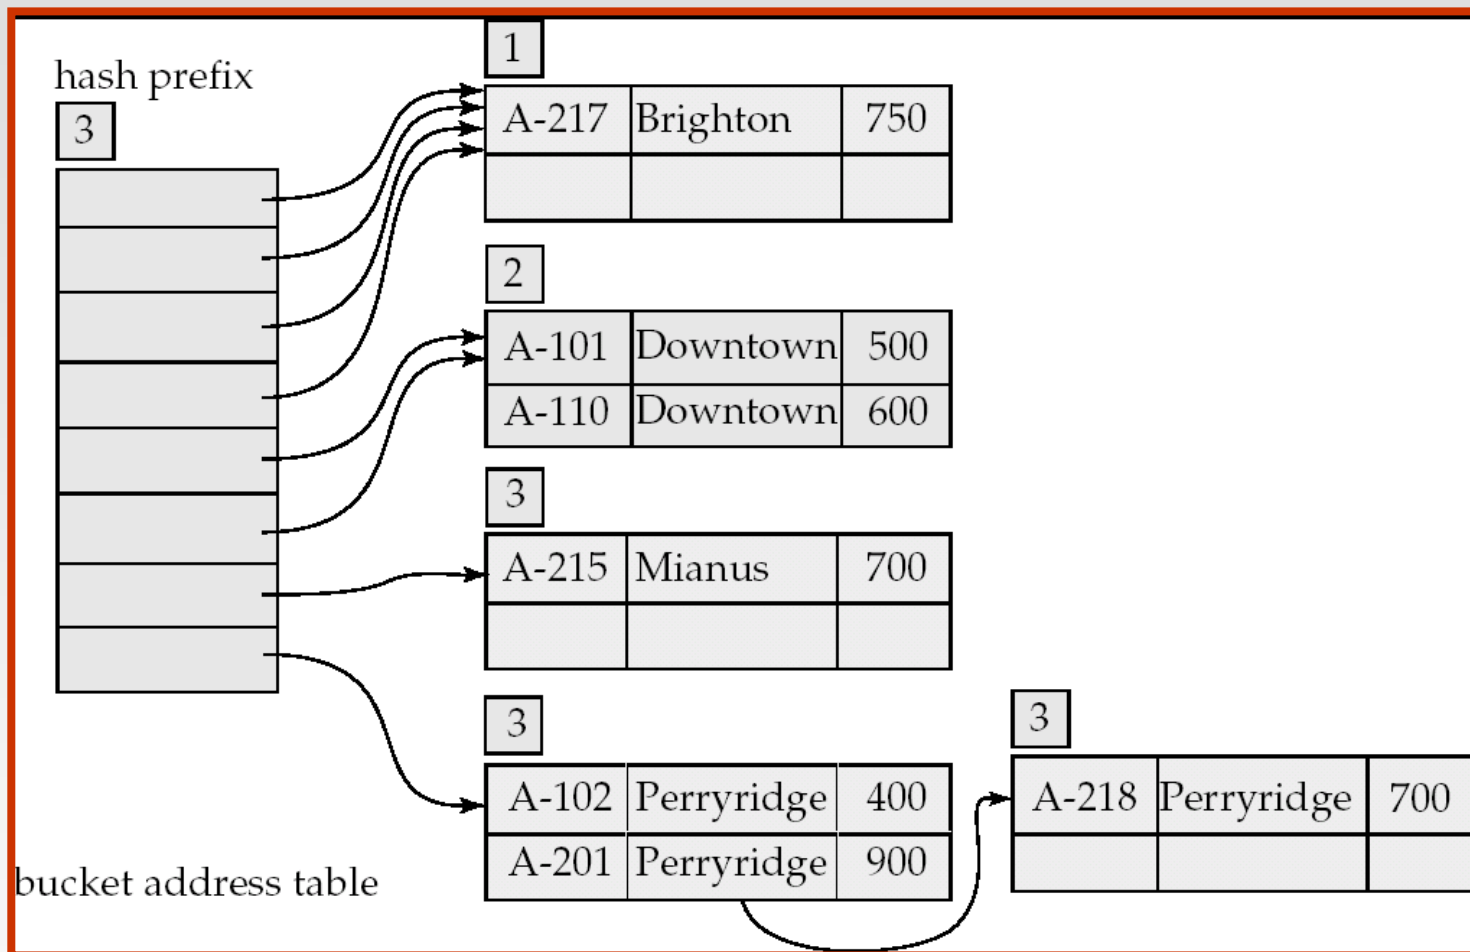 hash prefix
3
1
A-217 Brighton 750
2
A-101 Downtown 500
A-110 Downtown 600
3
A-215 Mianus 700
3
A-102 Perryridge 400
A-201 Perryridge 900
3
A-218 Perryridge 700
bucket address table